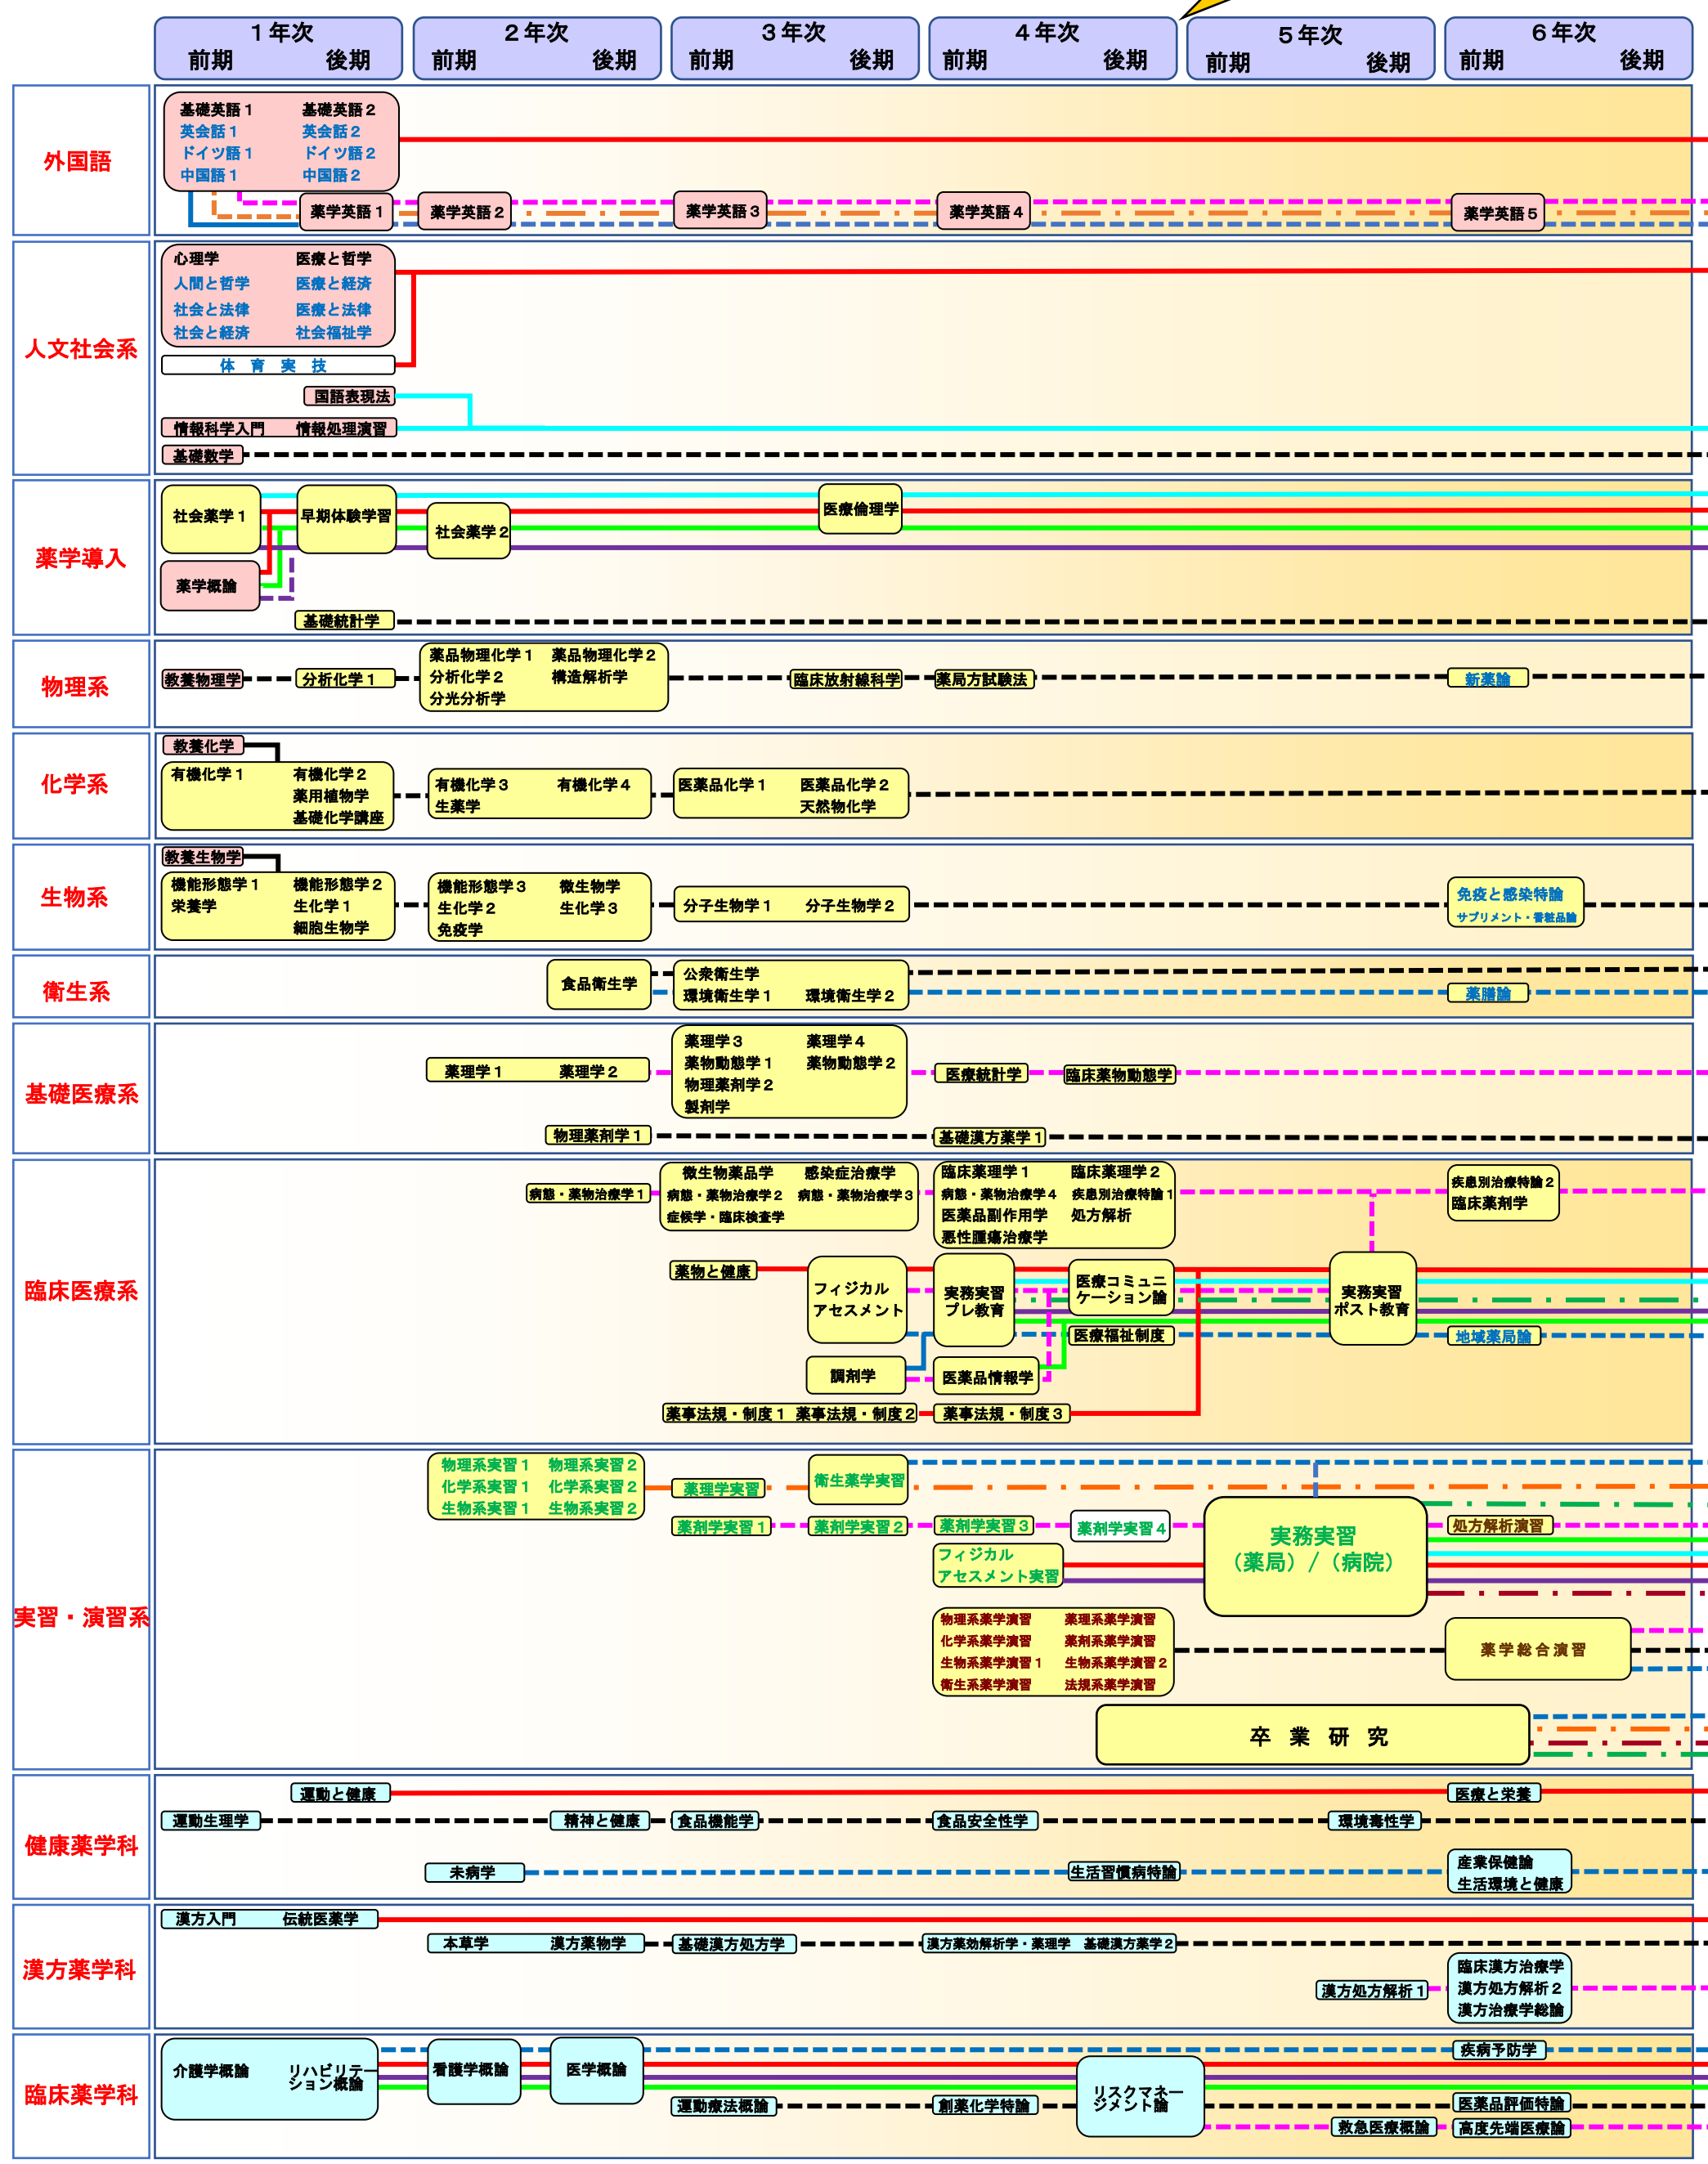 １年次
前期 後期
２年次
前期 後期
３年次
前期 後期
４年次
前期 後期
５年次
前期 後期
６年次
前期 後期
外国語
基礎英語１ 基礎英語２
英会話１ 英会話２
ドイツ語１ ドイツ語２
中国語１ 中国語２
薬学英語１ 薬学英語２ 薬学英語３ 薬学英語４ 薬学英語５
人文社会系
心理学 医療と哲学
人間と哲学 医療と経済
社会と法律 医療と法律
社会と経済 社会福祉学
体 育 実 技
国語表現法
情報科学入門 情報処理演習
基礎数学
薬学導入
社会薬学１ 早期体験学習 社会薬学２ 医療倫理学
薬学概論
基礎統計学
物理系
教養物理学 分析化学１
薬品物理化学１ 薬品物理化学２
分析化学２ 構造解析学
分光分析学
臨床放射線科学 薬局方試験法 新薬論
化学系
教養化学
有機化学１ 有機化学２
薬用植物学
基礎化学講座
有機化学３ 有機化学４
生薬学
医薬品化学１ 医薬品化学２
天然物化学
生物系
教養生物学
機能形態学１ 機能形態学２
栄養学 生化学１
細胞生物学
機能形態学３ 微生物学
生化学２ 生化学３
免疫学
分子生物学１ 分子生物学２
免疫と感染特論
サプリメント・香粧品論
衛生系
食品衛生学
公衆衛生学
環境衛生学１ 環境衛生学２
薬膳論
基礎医療系
薬理学１ 薬理学２
薬理学３ 薬理学４
薬物動態学１ 薬物動態学２
物理薬剤学２
製剤学
医療統計学 臨床薬物動態学
物理薬剤学１ 基礎漢方薬学１
臨床医療系
病態・薬物治療学１
微生物薬品学 感染症治療学
病態・薬物治療学２ 病態・薬物治療学３
症候学・臨床検査学
臨床薬理学１ 臨床薬理学２
病態・薬物治療学４ 疾患別治療特論１
医薬品副作用学 処方解析
悪性腫瘍治療学
疾患別治療特論２
臨床薬剤学
薬物と健康
フィジカル
アセスメント
実務実習
プレ教育
医療コミュニ
ケーション論
実務実習
ポスト教育
医療福祉制度 地域薬局論
調剤学 医薬品情報学
薬事法規・制度１ 薬事法規・制度２ 薬事法規・制度３
実習・演習系
物理系実習１ 物理系実習２
化学系実習１ 化学系実習２
生物系実習１ 生物系実習２
薬理学実習 衛生薬学実習
薬剤学実習１ 薬剤学実習２ 薬剤学実習３ 薬剤学実習４
フィジカル
アセスメント実習
実務実習
（薬局）/（病院）
処方解析演習
物理系薬学演習 薬理系薬学演習
化学系薬学演習 薬剤系薬学演習
生物系薬学演習１ 生物系薬学演習２
衛生系薬学演習 法規系薬学演習
薬学総合演習
卒 業 研 究
健康薬学科
運動と健康 医療と栄養
運動生理学 精神と健康 食品機能学 食品安全性学 環境毒性学
未病学 生活習慣病特論
産業保健論
生活環境と健康
漢方薬学科
漢方入門 伝統医薬学
本草学 漢方薬物学 基礎漢方処方学 漢方薬効解析学・薬理学 基礎漢方薬学２
漢方処方解析１
臨床漢方治療学
漢方処方解析２
漢方治療学総論
臨床薬学科
介護学概論 リハビリテー
ション概論
看護学概論 医学概論
疾病予防学
リスクマネー
ジメント論
運動療法概論 創薬化学特論 医薬品評価特論
救急医療概論 高度先端医療論